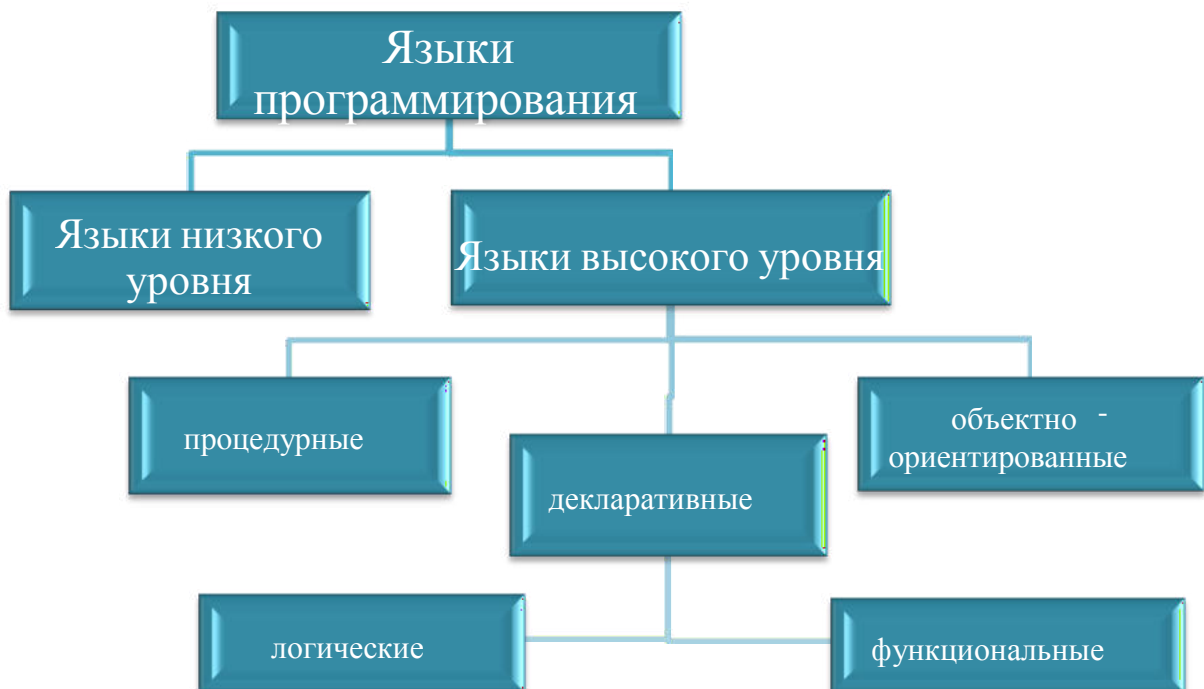 Языки
программирования
Языки низкого
уровня
Языки высокого уровня
процедурные
объектно -
ориентированные
декларативные
логические
функциональные